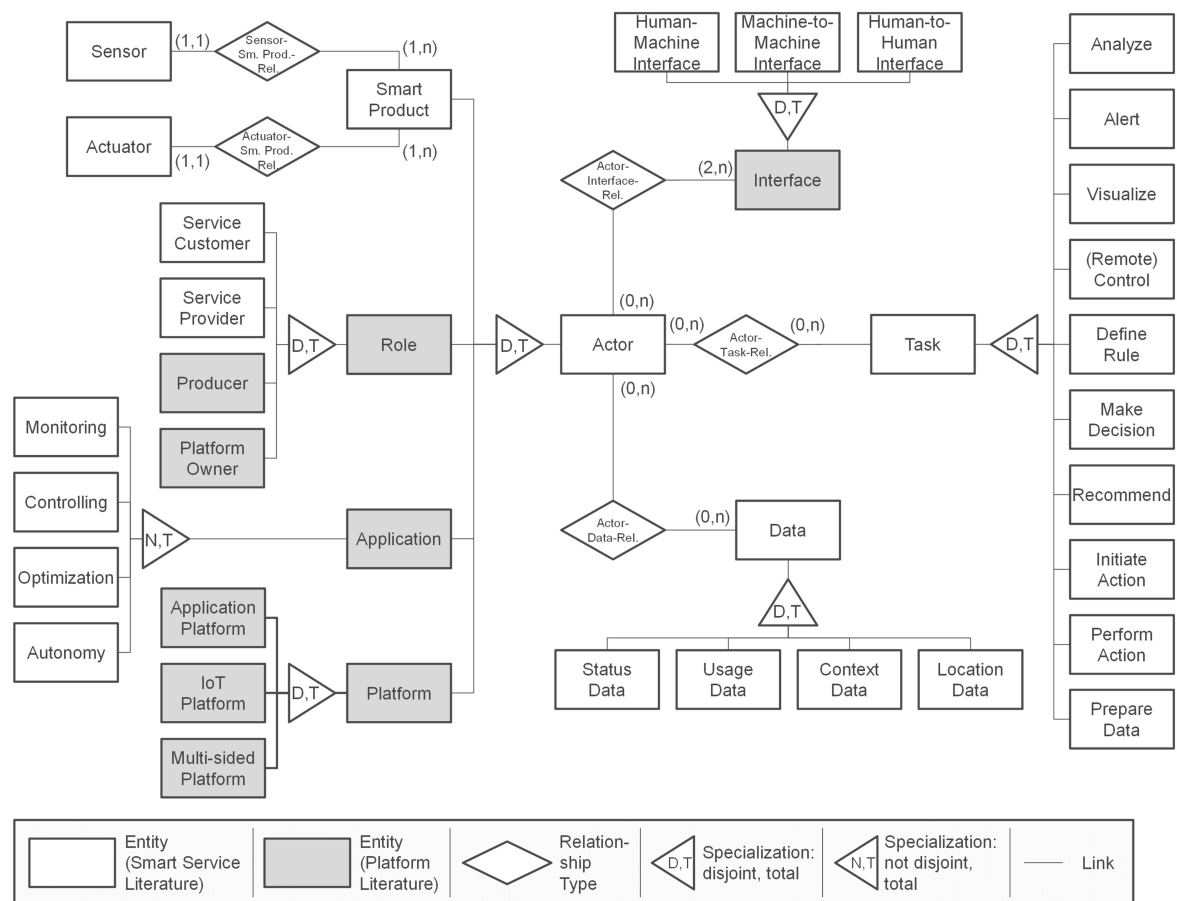 Sensor
(1,1)
Sensor-
Sm. Prod.-
Rel.
(1,n)
Smart
Product
Actuator
(1,1)
Actuator-
Sm. Prod.
Rel.
(1,n)
Human-
Machine
Interface
Machine-to-
Machine
Interface
Human-to-
Human
Interface
D,T
Actor-
Interface-
Rel.
(2,n)
Interface
Service
Customer
Service
Provider
Producer
Platform
Owner
D,T
Role
D,T
(0,n)
Actor
(0,n)
(0,n)
Actor-
Task-Rel.
(0,n)
Task
D,T
Analyze
Alert
Visualize
(Remote)
Control
Define
Rule
Make
Decision
Recommend
Initiate
Action
Perform
Action
Prepare
Data
Monitoring
Controlling
Optimization
Autonomy
N,T
Application
Application
Platform
IoT
Platform
Multi-sided
Platform
D,T
Platform
Actor-
Data-Rel.
(0,n)
Data
D,T
Status
Data
Usage
Data
Context
Data
Location
Data
Entity
(Smart Service
Literature)
Entity
(Platform
Literature)
Relation-
ship
Type
D,T
Specialization:
disjoint, total
N,T
Specialization:
not disjoint,
total
Link